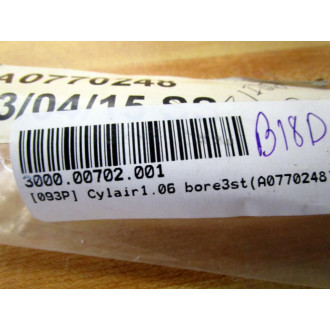 A0770248
3/04/15
B18D
3000.00702.001
[093P] Cylair1.06 bore3st(A0770248)